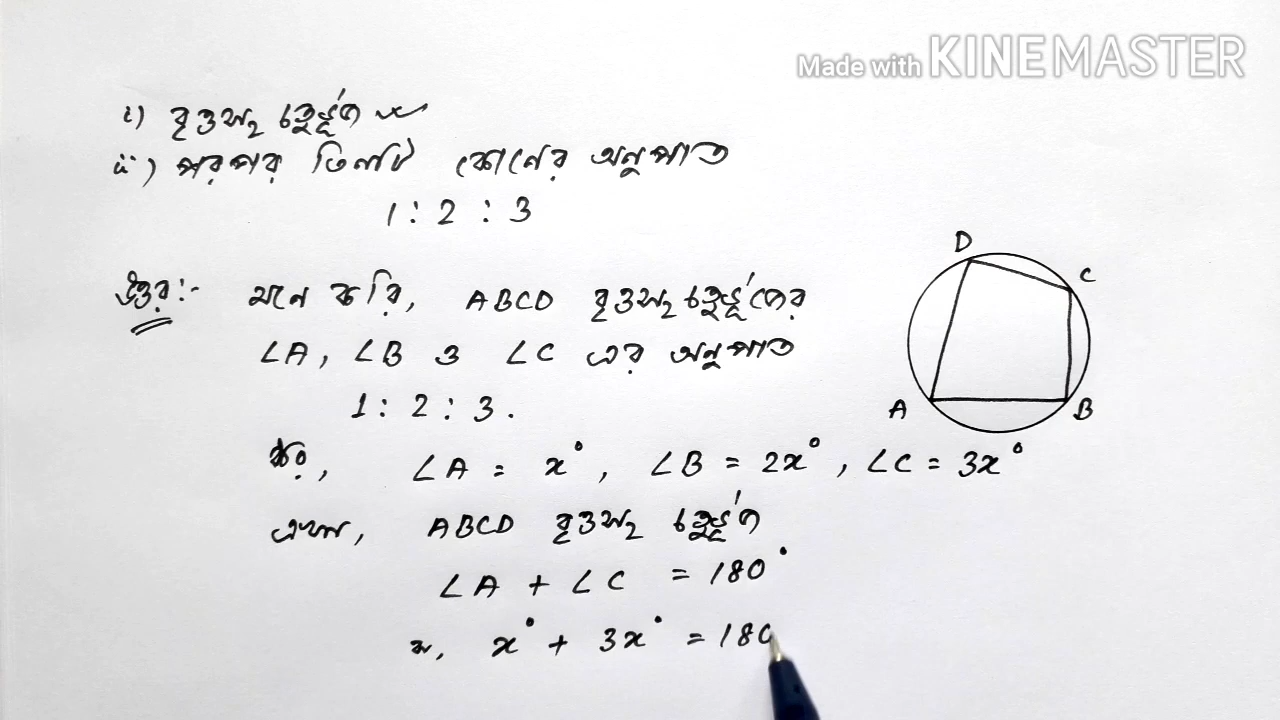 Made with KINEMASTER
i) বৃত্তস্থ চতুর্ভুজ
ii) পরপর তিনটি কোনের অনুপাত
1 : 2 : 3
উত্তর:- মনে করি, ABCD বৃত্তস্থ চতুর্ভুজের
∠A, ∠B ও ∠C এর অনুপাত
1 : 2 : 3.
ধরি, ∠A = x°, ∠B = 2x°, ∠C = 3x°
এখন, ABCD বৃত্তস্থ চতুর্ভুজ
∠A + ∠C = 180°
বা, x° + 3x° = 180
D
C
A
B